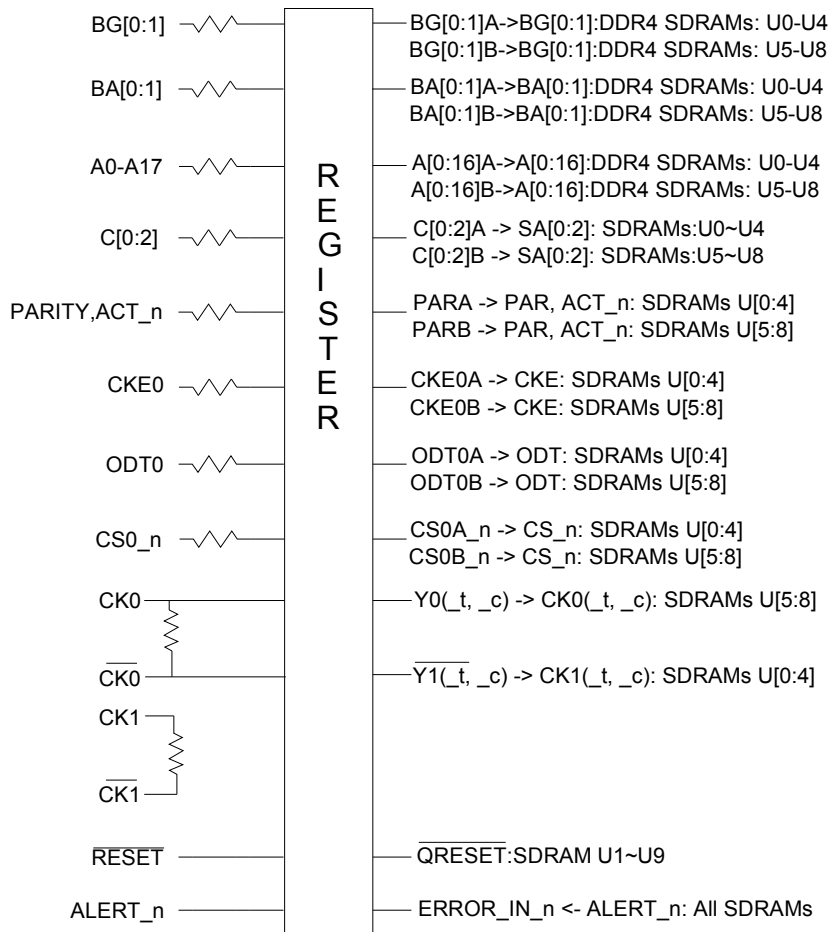 BG[0:1]
BG[0:1]A->BG[0:1]:DDR4 SDRAMs: U0-U4
BG[0:1]B->BG[0:1]:DDR4 SDRAMs: U5-U8
BA[0:1]
BA[0:1]A->BA[0:1]:DDR4 SDRAMs: U0-U4
BA[0:1]B->BA[0:1]:DDR4 SDRAMs: U5-U8
A0-A17
A[0:16]A->A[0:16]:DDR4 SDRAMs: U0-U4
A[0:16]B->A[0:16]:DDR4 SDRAMs: U5-U8
REGISTER
C[0:2]
C[0:2]A -> SA[0:2]: SDRAMs:U0~U4
C[0:2]B -> SA[0:2]: SDRAMs:U5~U8
PARITY,ACT_n
PARA -> PAR, ACT_n: SDRAMs U[0:4]
PARB -> PAR, ACT_n: SDRAMs U[5:8]
CKE0
CKE0A -> CKE: SDRAMs U[0:4]
CKE0B -> CKE: SDRAMs U[5:8]
ODT0
ODT0A -> ODT: SDRAMs U[0:4]
ODT0B -> ODT: SDRAMs U[5:8]
CS0_n
CS0A_n -> CS_n: SDRAMs U[0:4]
CS0B_n -> CS_n: SDRAMs U[5:8]
CK0
Y0(_t, _c) -> CK0(_t, _c): SDRAMs U[5:8]
C̅K̅0̅
Y̅1̅(̅_̅t̅, _c) -> CK1(_t, _c): SDRAMs U[0:4]
CK1
C̅K̅1̅
R̅E̅S̅E̅T̅
Q̅R̅E̅S̅E̅T̅:SDRAM U1~U9
ALERT_n
ERROR_IN_n <- ALERT_n: All SDRAMs